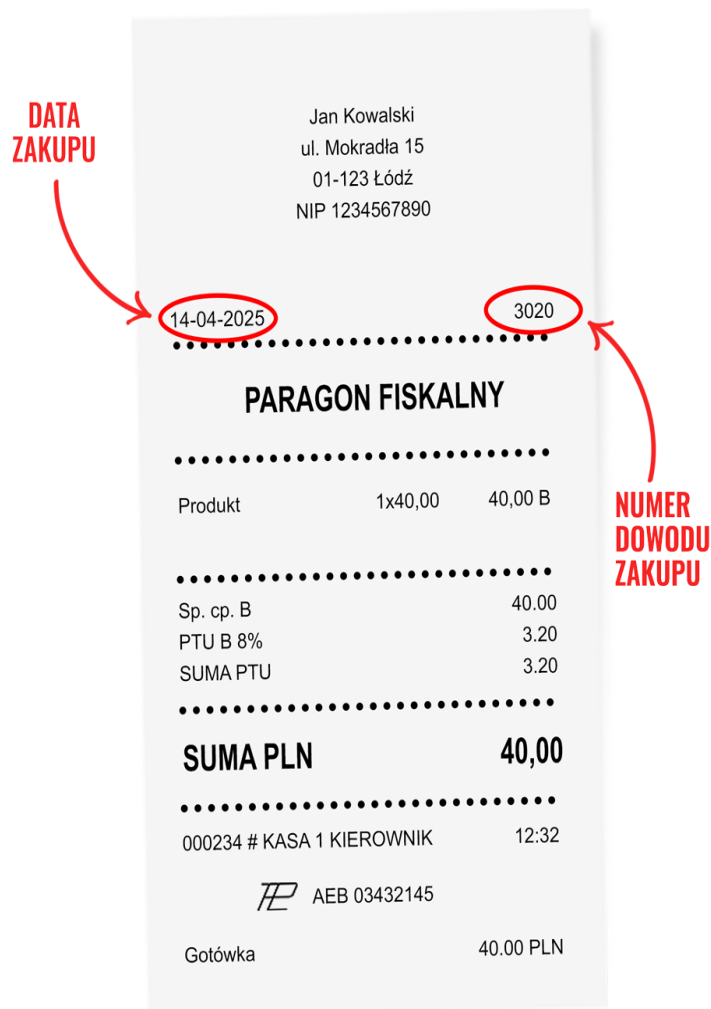 DATA
ZAKUPU
Jan Kowalski
ul. Mokradła 15
01-123 Łódź
NIP 1234567890
14-04-2025 3020
PARAGON FISKALNY
Produkt 1x40,00 40,00 B
NUMER
DOWODU
ZAKUPU
Sp. cp. B 40.00
PTU B 8% 3.20
SUMA PTU 3.20
SUMA PLN 40,00
000234 # KASA 1 KIEROWNIK 12:32
AEB 03432145
Gotówka 40.00 PLN